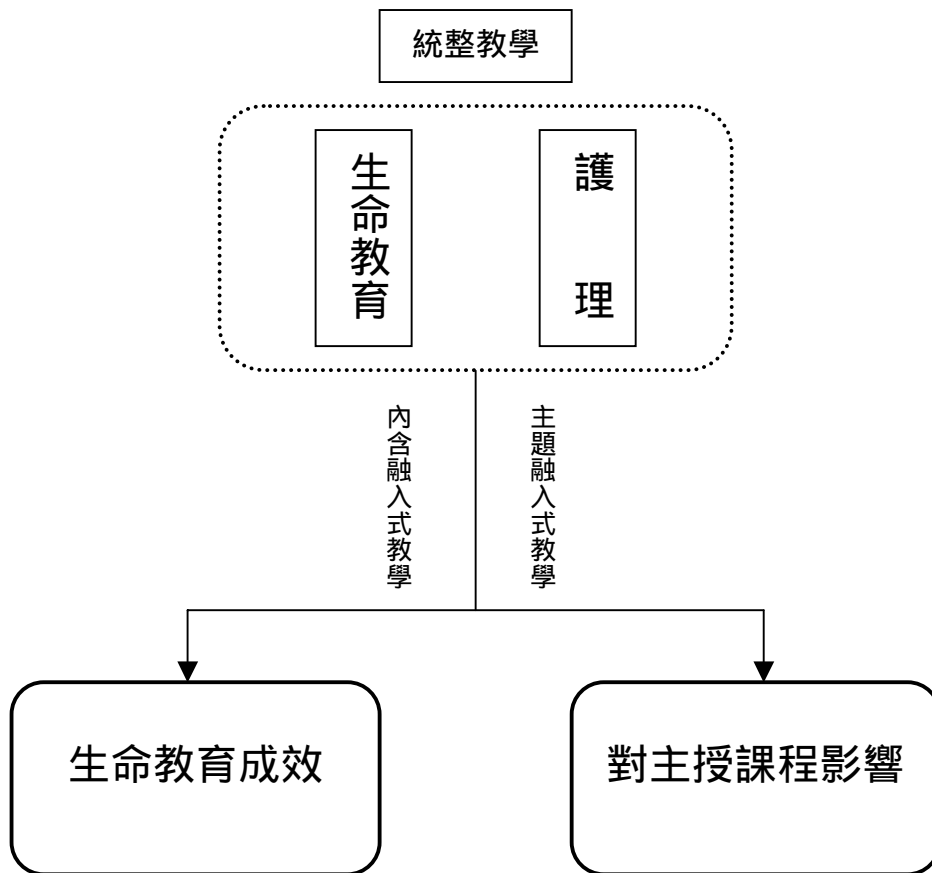 統整教學
生命教育
護理
內含融入式教學
主題融入式教學
生命教育成效
對主授課程影響